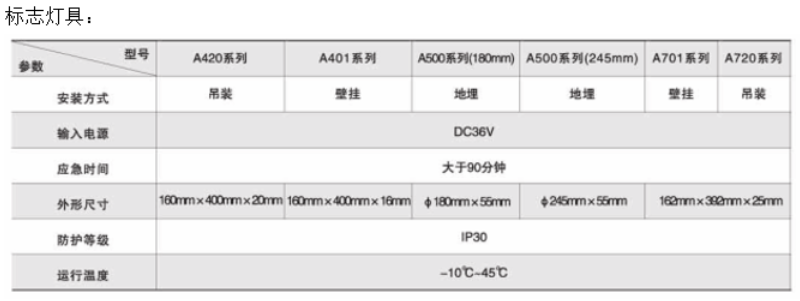 标志灯具：
型号
参数
A420系列 A401系列 A500系列(180mm) A500系列(245mm) A701系列 A720系列
安装方式 吊装 壁挂 地埋 地埋 壁挂 吊装
输入电源 DC36V
应急时间 大于90分钟
外形尺寸 160mm×400mm×20mm 160mm×400mm×16mm ϕ180mm×55mm ϕ245mm×55mm 162mm×392mm×25mm
防护等级 IP30
运行温度 -10℃~45℃